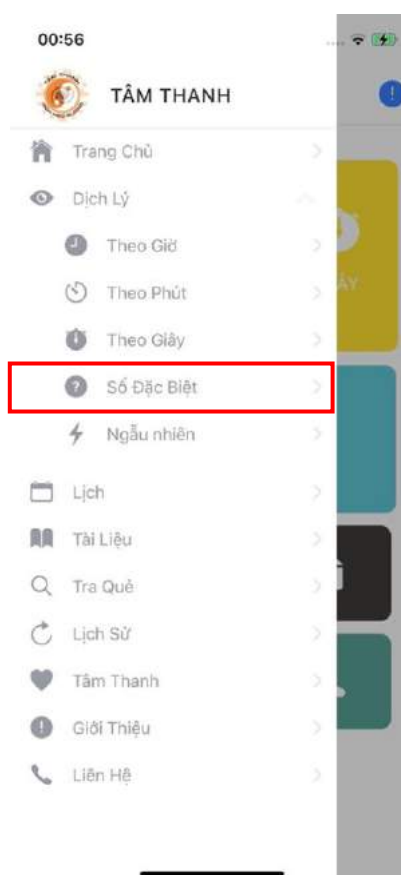 00:56
TÂM THANH
Trang Chủ
Dịch Lý
Theo Giờ
Theo Phút
Theo Giây
Số Đặc Biệt
Ngẫu nhiên
Lịch
Tài Liệu
Tra Quẻ
Lịch Sử
Tâm Thanh
Giới Thiệu
Liên Hệ